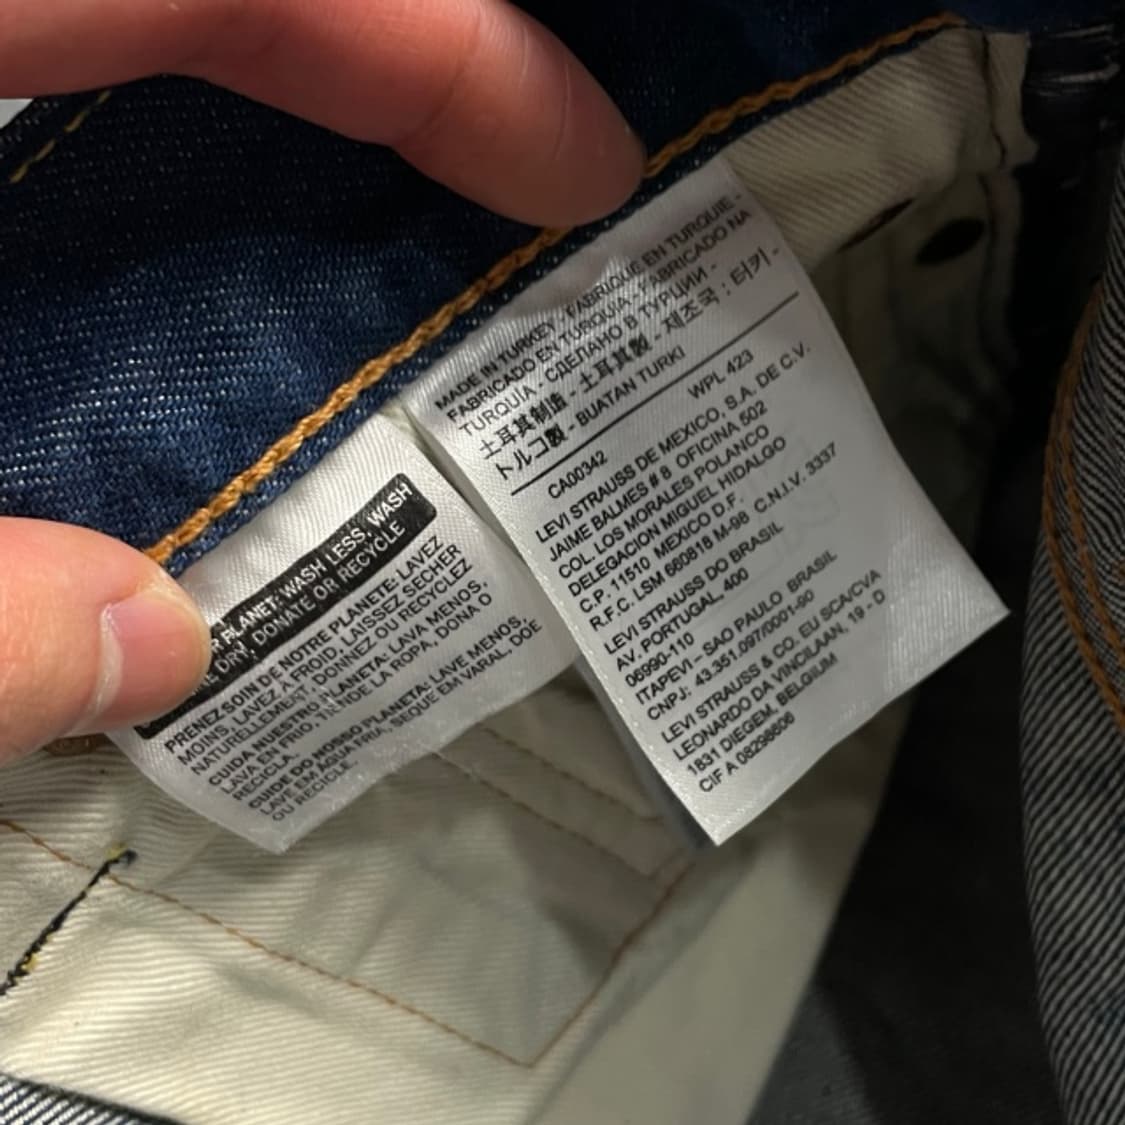 R PLANET: WASH LESS, WASH
DRY, DONATE OR RECYCLE
PRENEZ SOIN DE NOTRE PLANETE: LAVEZ
MOINS, LAVEZ A FROID, LAISSEZ SECHER
NATURELLEMENT, DONNEZ OU RECYCLEZ
CUIDA NUESTRO PLANETA: LAVA MENOS,
LAVA EN FRIO, TIENDE LA ROPA, DONA O
RECICLA.
CUIDE DO NOSSO PLANETA: LAVE MENOS,
LAVE EM AGUA FRIA, SEQUE EM VARAL, DOE
OU RECICLE.
MADE IN TURKEY - FABRIQUE EN TURQUIE -
FABRICADO EN TURQUIA - FABRICADO NA
TURQUÍA - СДЕЛАНО В ТУРЦИИ -
土耳其制造 - 土耳其製 - 제조국 : 터키 -
トルコ製 - BUATAN TURKI
CA00342 WPL 423
LEVI STRAUSS DE MEXICO, S.A. DE C.V.
JAIME BALMES # 8 OFICINA 502
COL. LOS MORALES POLANCO
DELEGACION MIGUEL HIDALGO
C.P. 11510 MEXICO D.F.
R.F.C. LSM 660818 M-98 C.N.I.V. 3337
LEVI STRAUSS DO BRASIL
AV. PORTUGAL, 400
06990-110
ITAPEVI - SAO PAULO BRASIL
CNPJ: 43.351.097/0001-90
LEVI STRAUSS & CO. EU SCA/CVA
LEONARDO DA VINCILAAN, 19 - D
1831 DIEGEM, BELGIUM
CIF A 08298606